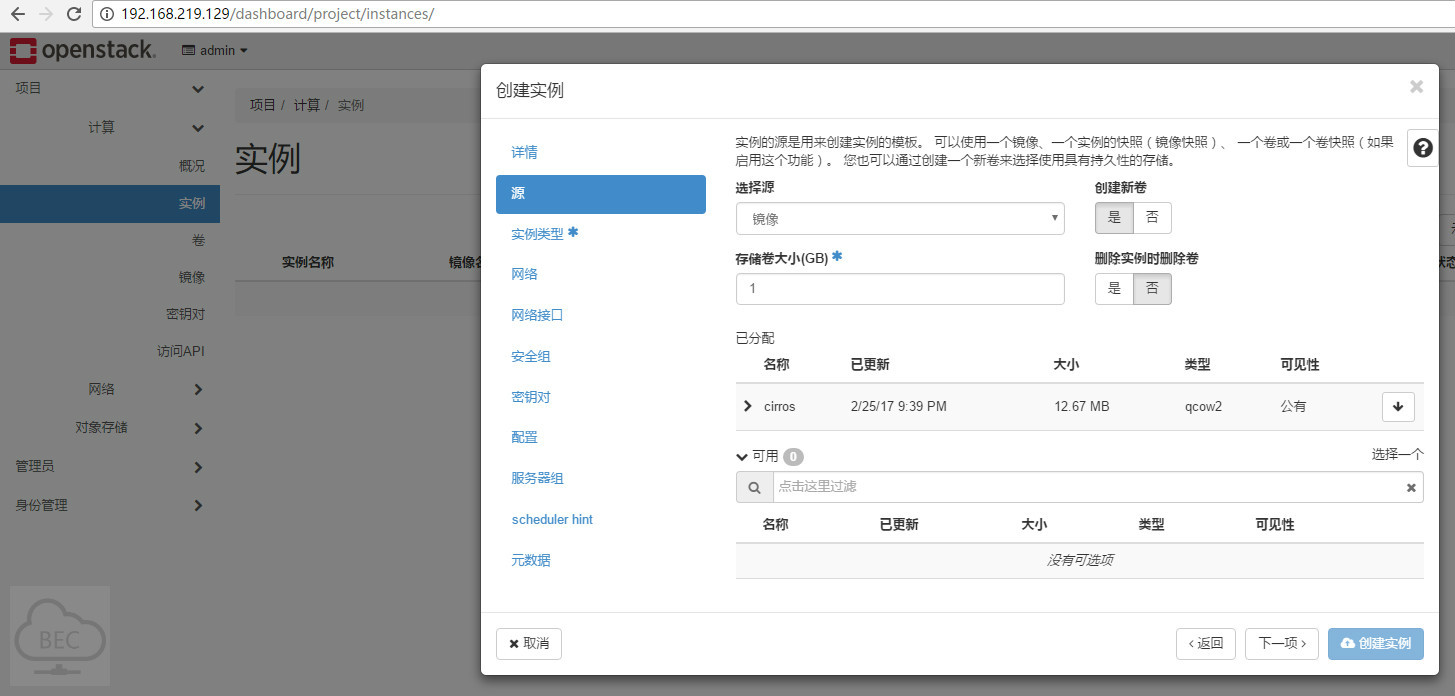 192.168.219.129/dashboard/project/instances/
openstack.
admin
项目
计算
概况
实例
卷
镜像
密钥对
访问API
网络
对象存储
管理员
身份管理
BEC
项目 / 计算 / 实例
实例
实例名称
创建实例
详情
源
实例类型 *
网络
网络接口
安全组
密钥对
配置
服务器组
scheduler hint
元数据
实例的源是用来创建实例的模板。 可以使用一个镜像、一个实例的快照（镜像快照）、 一个卷或一个卷快照（如果
启用这个功能）。 您也可以通过创建一个新卷来选择使用具有持久性的存储。
选择源 创建新卷
镜像 是 否
存储卷大小(GB) * 删除实例时删除卷
1 是 否
已分配
名称 已更新 大小 类型 可见性
cirros 2/25/17 9:39 PM 12.67 MB qcow2 公有
可用 0 选择一个
点击这里过滤
名称 已更新 大小 类型 可见性
没有可选项
取消 返回 下一项 创建实例